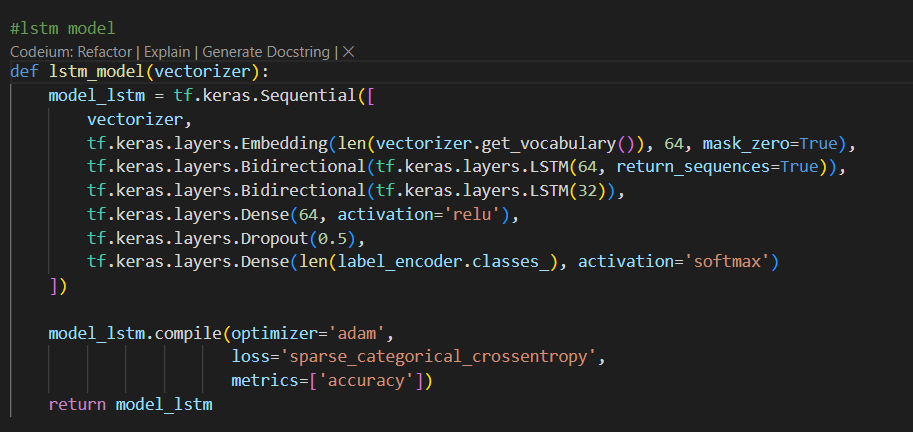 #lstm model
Codeium: Refactor | Explain | Generate Docstring | ✕
def lstm_model(vectorizer):
    model_lstm = tf.keras.Sequential([
        vectorizer,
        tf.keras.layers.Embedding(len(vectorizer.get_vocabulary()), 64, mask_zero=True),
        tf.keras.layers.Bidirectional(tf.keras.layers.LSTM(64, return_sequences=True)),
        tf.keras.layers.Bidirectional(tf.keras.layers.LSTM(32)),
        tf.keras.layers.Dense(64, activation='relu'),
        tf.keras.layers.Dropout(0.5),
        tf.keras.layers.Dense(len(label_encoder.classes_), activation='softmax')
    ])
    model_lstm.compile(optimizer='adam',
                       loss='sparse_categorical_crossentropy',
                       metrics=['accuracy'])
    return model_lstm